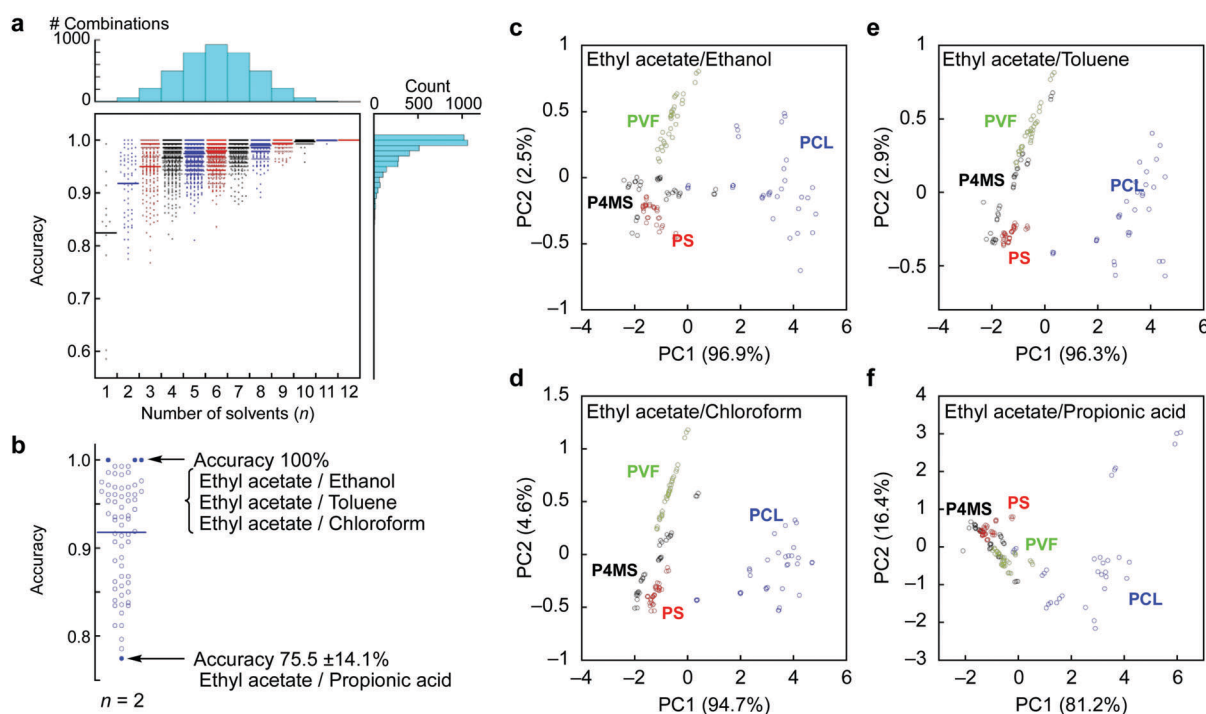 a
# Combinations
1000
0
Count
0 500 1000
1.0
0.9
0.8
0.7
0.6
Accuracy
1 2 3 4 5 6 7 8 9 10 11 12
Number of solvents (n)
b
1.0
0.9
0.8
Accuracy
Accuracy 100%
Ethyl acetate / Ethanol
Ethyl acetate / Toluene
Ethyl acetate / Chloroform
Accuracy 75.5 ±14.1%
Ethyl acetate / Propionic acid
n = 2
c
Ethyl acetate/Ethanol
1
0.5
0
–0.5
–1
PC2 (2.5%)
PVF
PCL
P4MS
PS
–4 –2 0 2 4 6
PC1 (96.9%)
d
Ethyl acetate/Chloroform
1.5
1
0.5
0
–0.5
–1
PC2 (4.6%)
PVF
PCL
P4MS
PS
–4 –2 0 2 4 6
PC1 (94.7%)
e
Ethyl acetate/Toluene
1
0.5
0
–0.5
PC2 (2.9%)
PVF
PCL
P4MS
PS
–4 –2 0 2 4 6
PC1 (96.3%)
f
Ethyl acetate/Propionic acid
4
3
2
1
0
–1
–2
–3
PC2 (16.4%)
P4MS
PS
PVF
PCL
–2 0 2 4 6
PC1 (81.2%)